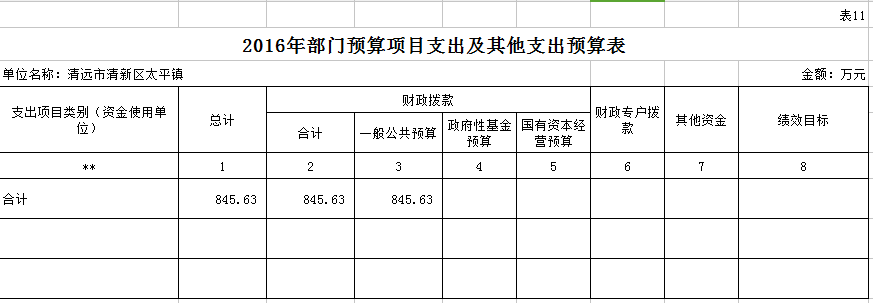 表11
2016年部门预算项目支出及其他支出预算表
单位名称：清远市清新区太平镇 金额：万元
支出项目类别（资金使用单位） 总计 财政拨款 财政专户拨款 其他资金 绩效目标
合计 一般公共预算 政府性基金预算 国有资本经营预算
** 1 2 3 4 5 6 7 8
合计 845.63 845.63 845.63